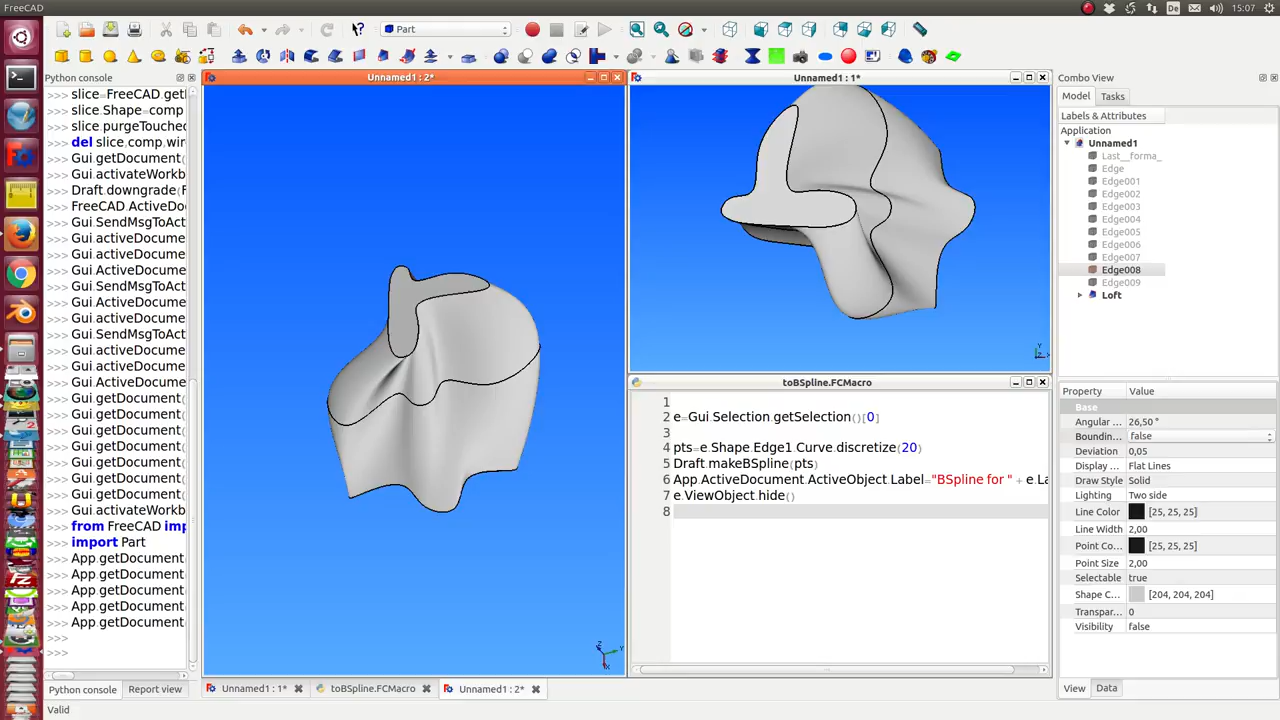 FreeCAD
De
15:07
Part
Python console
Unnamed1 : 2*
Unnamed1 : 1*
Combo View
>>> slice=FreeCAD.get
>>> slice.Shape=comp
>>> slice.purgeTouched
>>> del slice,comp,wir
>>> Gui.getDocument(
>>> Gui.activateWorkb
>>> Draft.downgrade(F
>>> FreeCAD.ActiveDo
>>> Gui.SendMsgToAct
>>> Gui.activeDocume
>>> Gui.activeDocume
>>> Gui.ActiveDocume
>>> Gui.SendMsgToAct
>>> Gui.ActiveDocume
>>> Gui.activeDocume
>>> Gui.SendMsgToAct
>>> Gui.activeDocume
>>> Gui.activeDocume
>>> Gui.ActiveDocume
>>> Gui.getDocument(
>>> Gui.getDocument(
>>> Gui.getDocument(
>>> Gui.getDocument(
>>> Gui.getDocument(
>>> Gui.getDocument(
>>> Gui.getDocument(
>>> Gui.activateWorkb
>>> from FreeCAD imp
>>> import Part
>>> App.getDocument
>>> App.getDocument
>>> App.getDocument
>>> App.getDocument
>>> App.getDocument
>>>
>>>
Python console
Report view
Valid
toBSpline.FCMacro
1
2 e=Gui.Selection.getSelection()[0]
3
4 pts=e.Shape.Edge1.Curve.discretize(20)
5 Draft.makeBSpline(pts)
6 App.ActiveDocument.ActiveObject.Label="BSpline for " + e.La
7 e.ViewObject.hide()
8
Unnamed1 : 1*
toBSpline.FCMacro
Unnamed1 : 2*
Model
Tasks
Labels & Attributes
Application
Unnamed1
Last__forma_
Edge
Edge001
Edge002
Edge003
Edge004
Edge005
Edge006
Edge007
Edge008
Edge009
Loft
Property Value
Base
Angular ... 26,50 °
Boundin... false
Deviation 0,05
Display ... Flat Lines
Draw Style Solid
Lighting Two side
Line Color [25, 25, 25]
Line Width 2,00
Point Co... [25, 25, 25]
Point Size 2,00
Selectable true
Shape C... [204, 204, 204]
Transpar... 0
Visibility false
View
Data